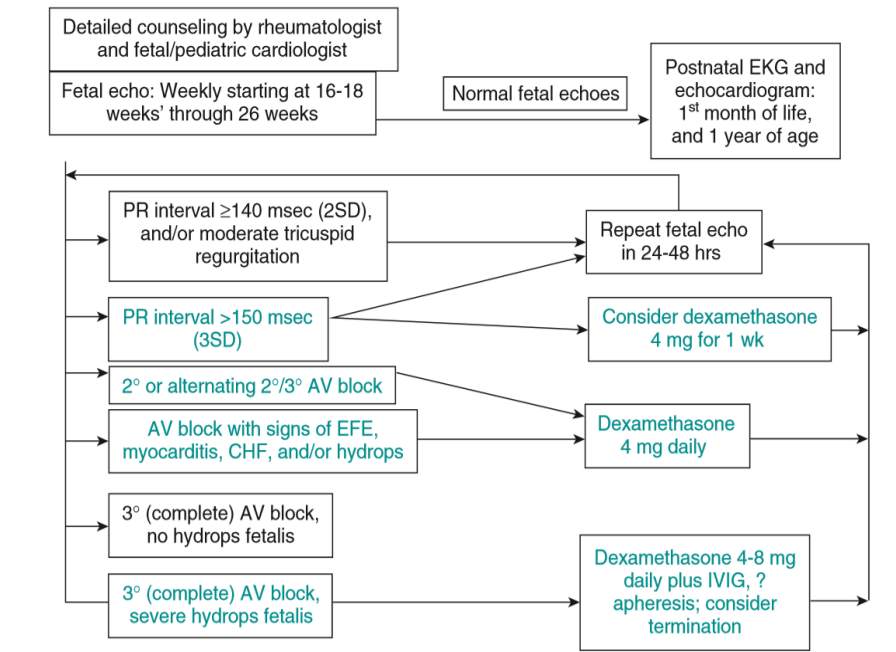 Detailed counseling by rheumatologist
and fetal/pediatric cardiologist
Fetal echo: Weekly starting at 16-18
weeks’ through 26 weeks
Normal fetal echoes
Postnatal EKG and
echocardiogram:
1st month of life,
and 1 year of age
PR interval ≥140 msec (2SD),
and/or moderate tricuspid
regurgitation
Repeat fetal echo
in 24-48 hrs
PR interval >150 msec
(3SD)
Consider dexamethasone
4 mg for 1 wk
2° or alternating 2°/3° AV block
AV block with signs of EFE,
myocarditis, CHF, and/or hydrops
Dexamethasone
4 mg daily
3° (complete) AV block,
no hydrops fetalis
3° (complete) AV block,
severe hydrops fetalis
Dexamethasone 4-8 mg
daily plus IVIG, ?
apheresis; consider
termination